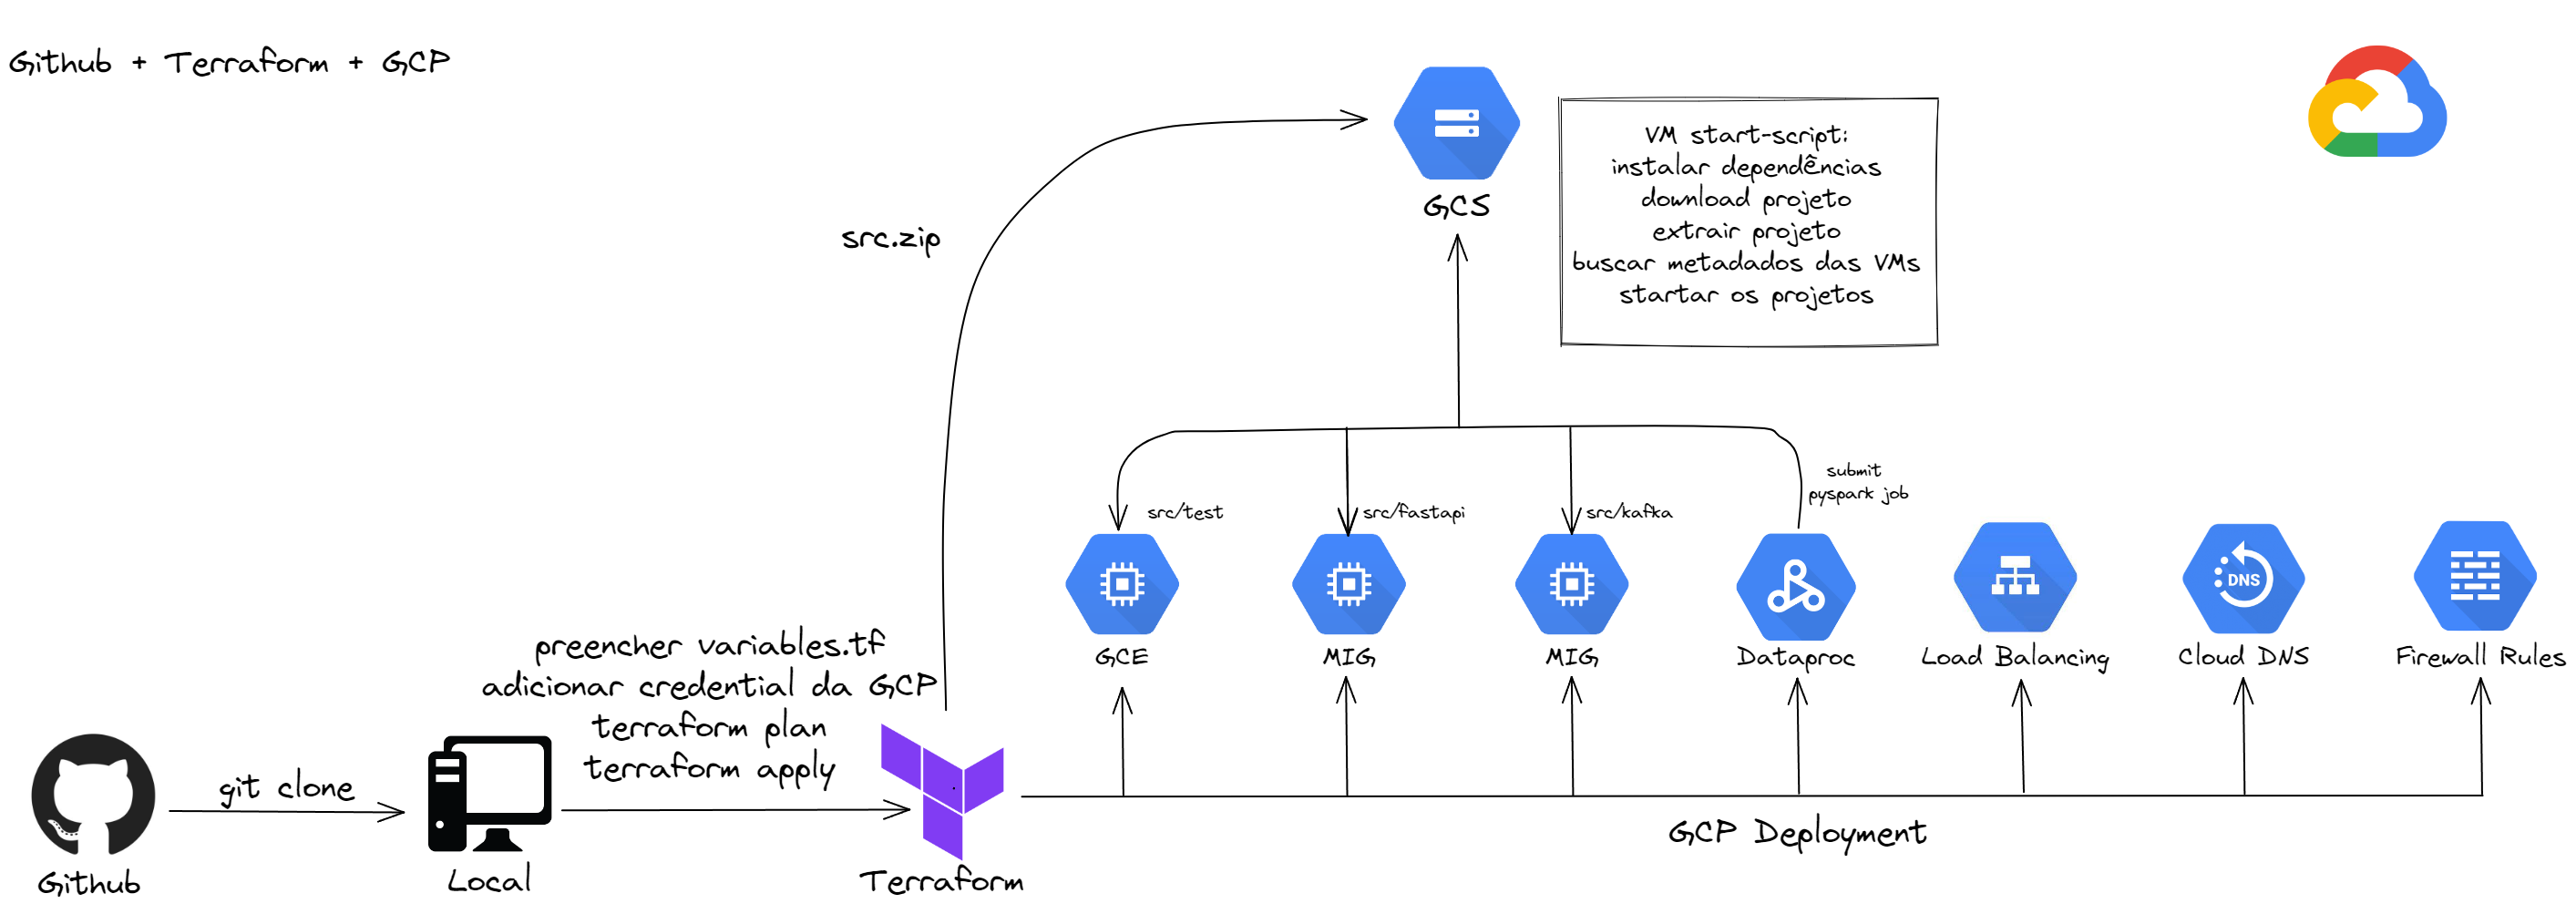 Github + Terraform + GCP
GCS
VM start-script:
instalar dependências
download projeto
extrair projeto
buscar metadados das VMs
startar os projetos
src.zip
submit
pyspark job
src/test
src/fastapi
src/kafka
DNS
GCE
MIG
MIG
Dataproc
Load Balancing
Cloud DNS
Firewall Rules
preencher variables.tf
adicionar credential da GCP
terraform plan
terraform apply
git clone
GCP Deployment
Github
Local
Terraform